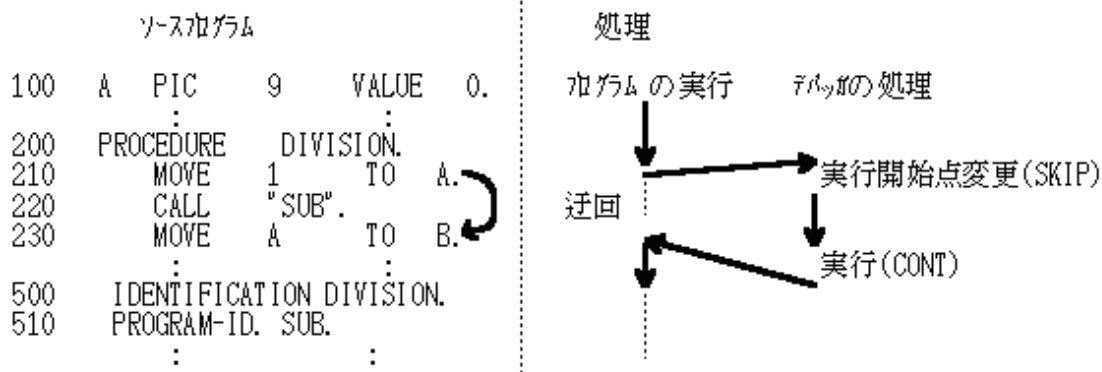 ソースプログラム
100 A PIC 9 VALUE 0.
: :
200 PROCEDURE DIVISION.
210 MOVE 1 TO A.
220 CALL "SUB".
230 MOVE A TO B.
: :
500 IDENTIFICATION DIVISION.
510 PROGRAM-ID. SUB.
: :
処理
プログラムの実行 デバッガの処理
実行開始点変更(SKIP)
迂回
実行(CONT)